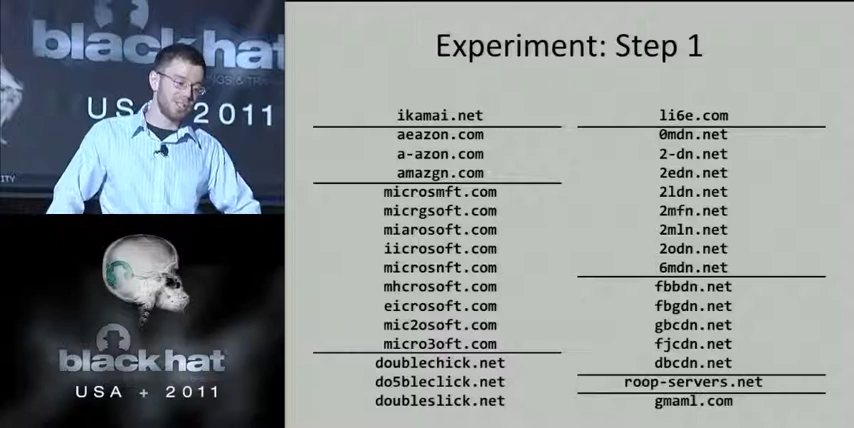 black hat
USA 2011
ITY
black hat
USA + 2011
Experiment: Step 1
ikamai.net
aeazon.com
a-azon.com
amazgn.com
microsmft.com
micrgsoft.com
miarosoft.com
iicrosoft.com
microsnft.com
mhcrosoft.com
eicrosoft.com
mic2osoft.com
micro3oft.com
doublechick.net
do5bleclick.net
doubleslick.net
li6e.com
0mdn.net
2-dn.net
2edn.net
2ldn.net
2mfn.net
2mln.net
2odn.net
6mdn.net
fbbdn.net
fbgdn.net
gbcdn.net
fjcdn.net
dbcdn.net
roop-servers.net
gmaml.com